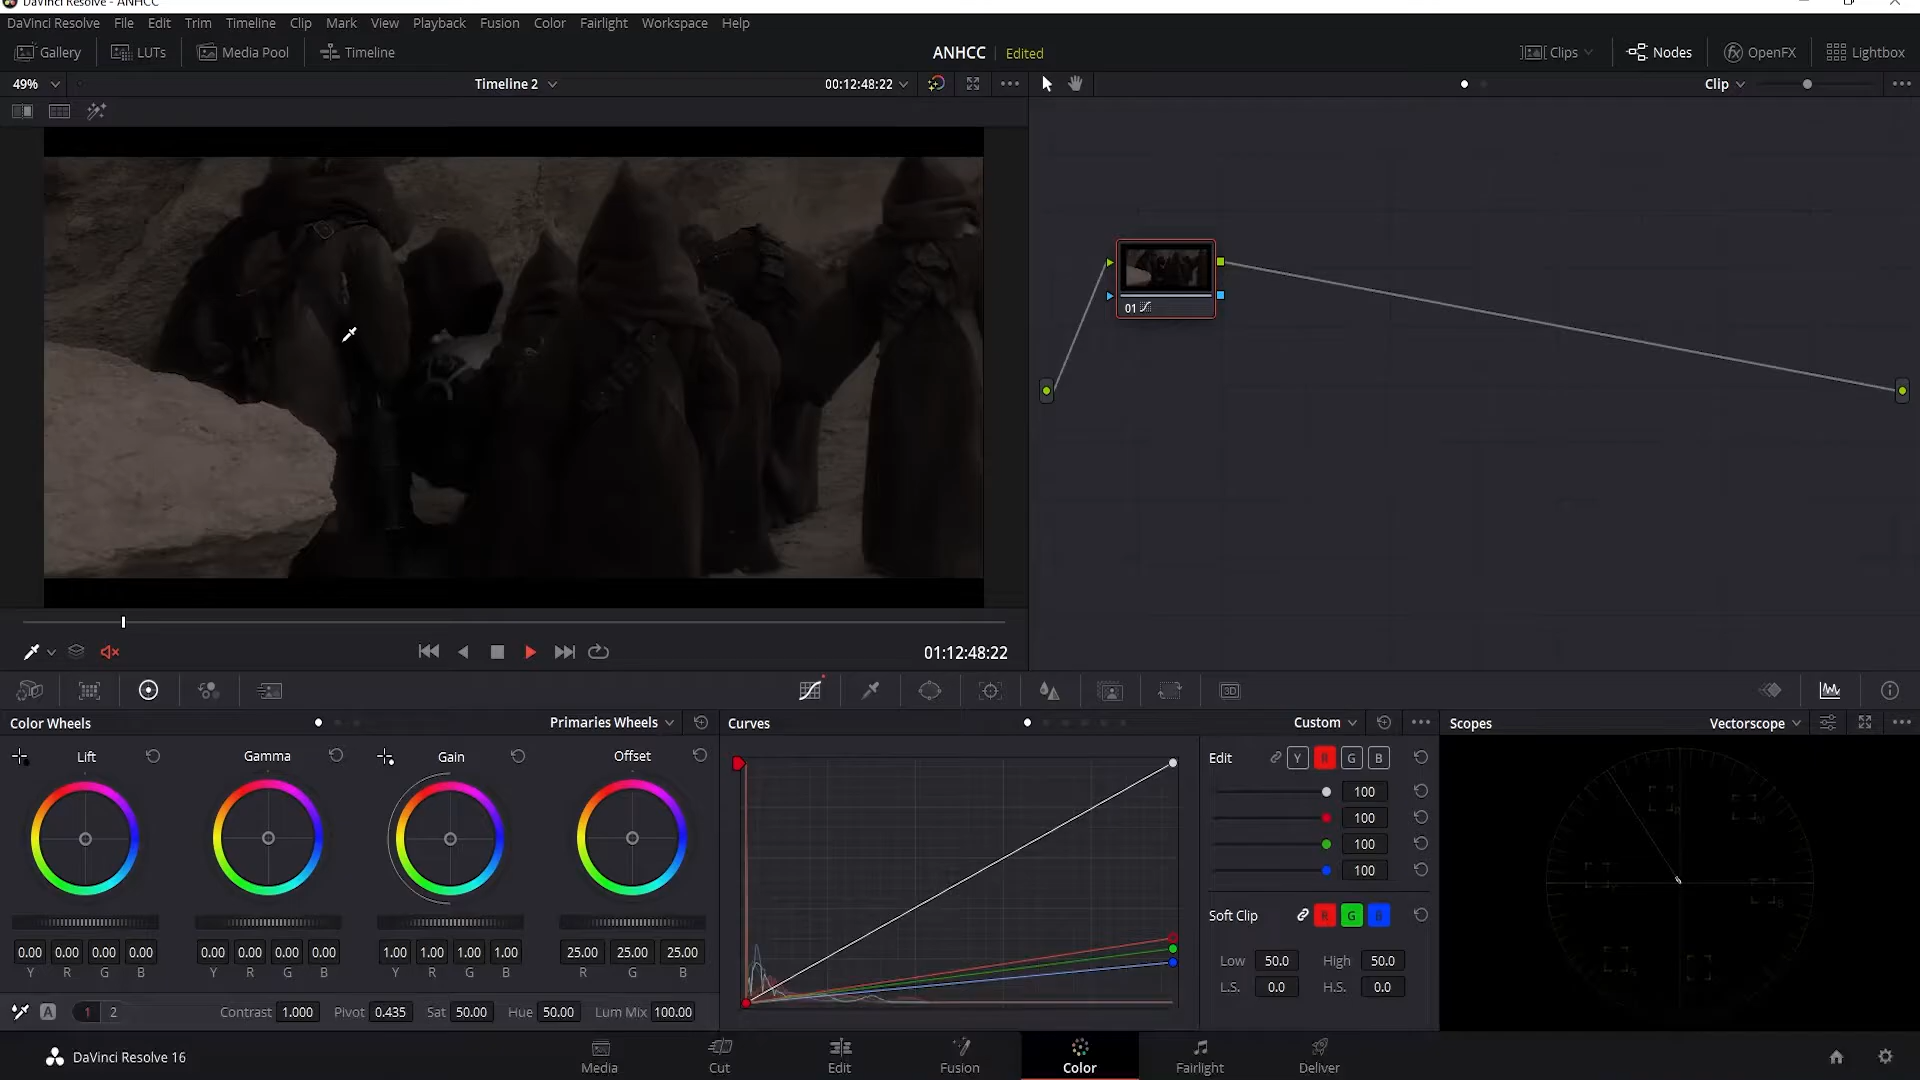 DaVinci Resolve - ANHCC
DaVinci Resolve File Edit Trim Timeline Clip Mark View Playback Fusion Color Fairlight Workspace Help
Gallery LUTs Media Pool Timeline ANHCC Edited Clips Nodes OpenFX Lightbox
49% Timeline 2 00:12:48:22 Clip
01
01:12:48:22
Color Wheels Primaries Wheels Curves Custom Scopes Vectorscope
Lift Gamma Gain Offset Edit Y R G B
100
100
100
100
Soft Clip R G B
0.00 0.00 0.00 0.00 0.00 0.00 0.00 0.00 1.00 1.00 1.00 1.00 25.00 25.00 25.00 Low 50.0 High 50.0
Y R G B Y R G B Y R G B R G B L.S. 0.0 H.S. 0.0
A 1 2 Contrast 1.000 Pivot 0.435 Sat 50.00 Hue 50.00 Lum Mix 100.00
DaVinci Resolve 16 Media Cut Edit Fusion Color Fairlight Deliver